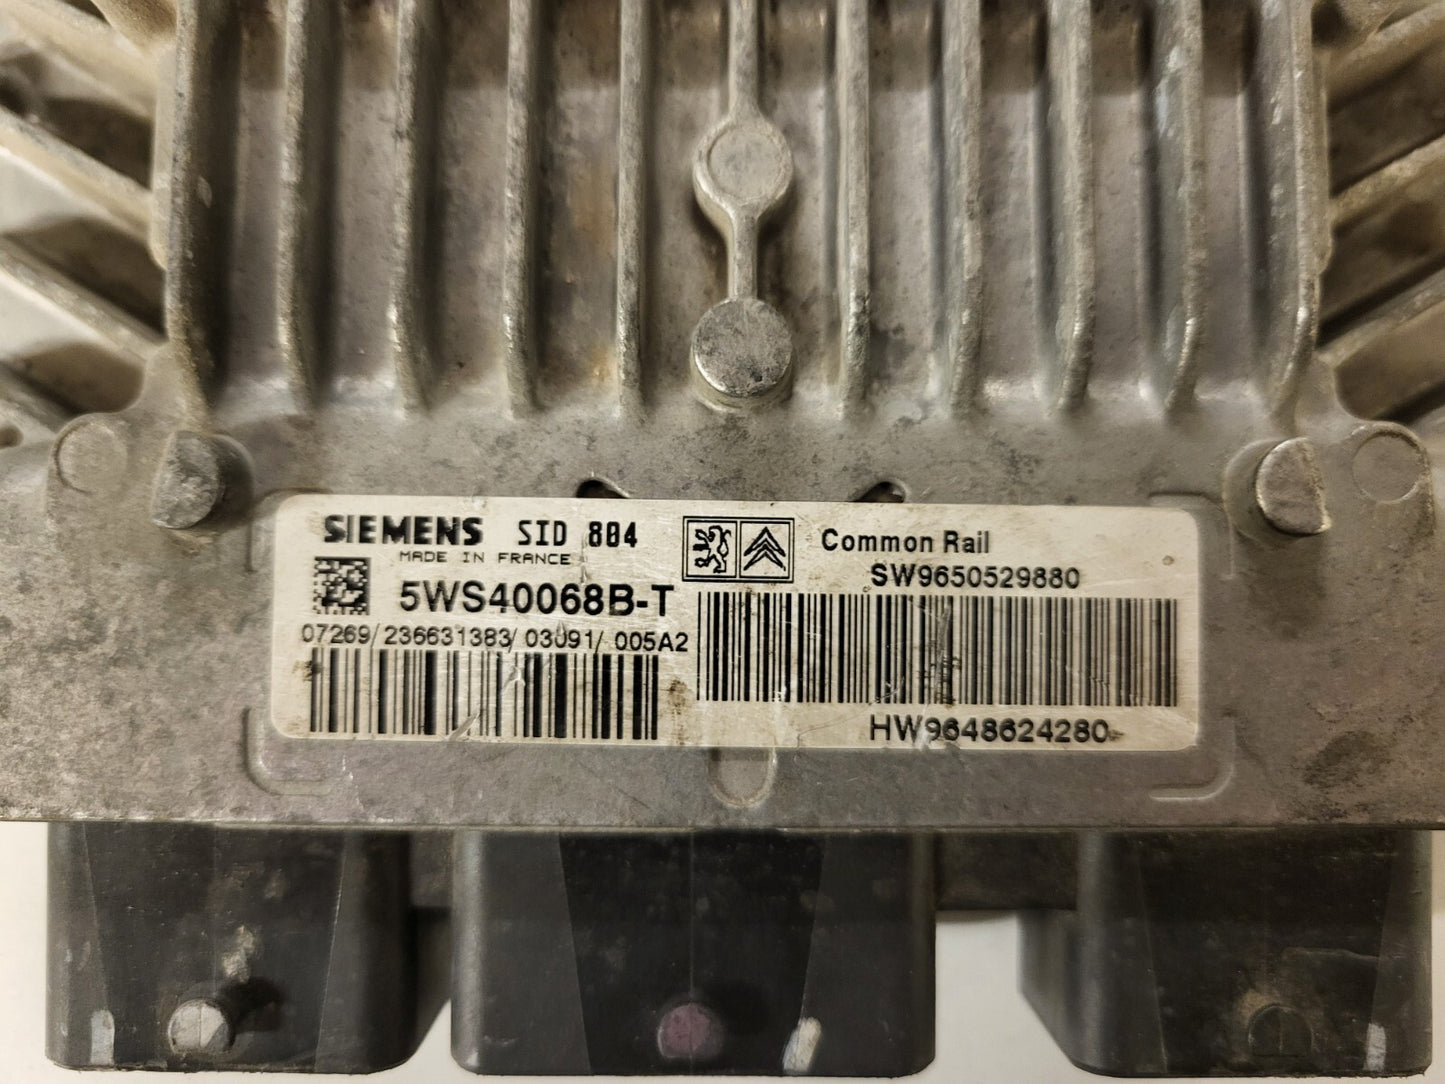 SIEMENS SID 804
MADE IN FRANCE
5WS40068B-T
07269/236631383/03091/005A2
Common Rail
SW9650529880
HW9648624280